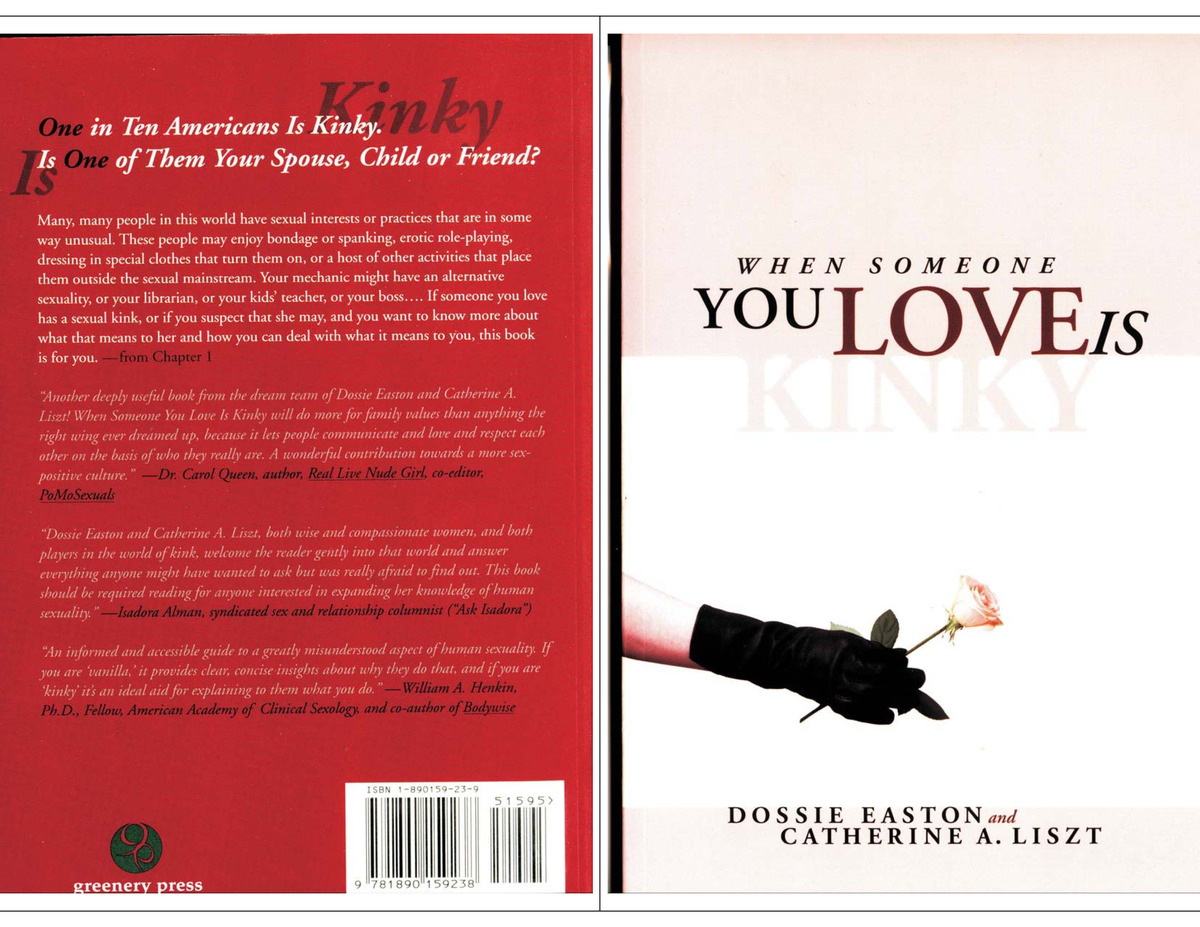 Kinky
One in Ten Americans Is Kinky.
Is
Is One of Them Your Spouse, Child or Friend?
Many, many people in this world have sexual interests or practices that are in some
way unusual. These people may enjoy bondage or spanking, erotic role-playing,
dressing in special clothes that turn them on, or a host of other activities that place
them outside the sexual mainstream. Your mechanic might have an alternative
sexuality, or your librarian, or your kids' teacher, or your boss.... If someone you love
has a sexual kink, or if you suspect that she may, and you want to know more about
what that means to her and how you can deal with what it means to you, this book
is for you. —from Chapter 1
"Another deeply useful book from the dream team of Dossie Easton and Catherine A.
Liszt! When Someone You Love Is Kinky will do more for family values than anything the
right wing ever dreamed up, because it lets people communicate and love and respect each
other on the basis of who they really are. A wonderful contribution towards a more sex-
positive culture." —Dr. Carol Queen, author, Real Live Nude Girl, co-editor,
PoMoSexuals
"Dossie Easton and Catherine A. Liszt, both wise and compassionate women, and both
players in the world of kink, welcome the reader gently into that world and answer
everything anyone might have wanted to ask but was really afraid to find out. This book
should be required reading for anyone interested in expanding her knowledge of human
sexuality." —Isadora Alman, syndicated sex and relationship columnist ("Ask Isadora")
"An informed and accessible guide to a greatly misunderstood aspect of human sexuality. If
you are 'vanilla,' it provides clear, concise insights about why they do that, and if you are
'kinky' it's an ideal aid for explaining to them what you do." —William A. Henkin,
Ph.D., Fellow, American Academy of Clinical Sexology, and co-author of Bodywise
ISBN 1-890159-23-9
51595>
9 781890 159238
greenery press
WHEN SOMEONE
YOU LOVE IS
KINKY
DOSSIE EASTON and
CATHERINE A. LISZT